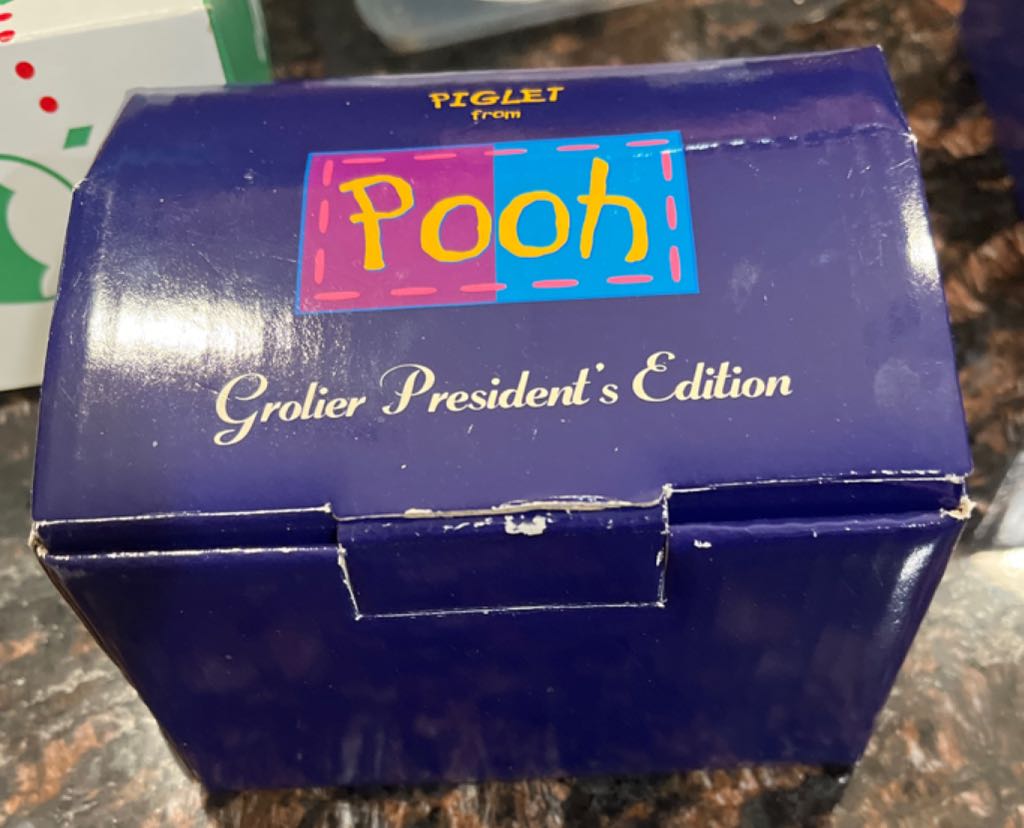 PIGLET
from
Pooh
Grolier President's Edition